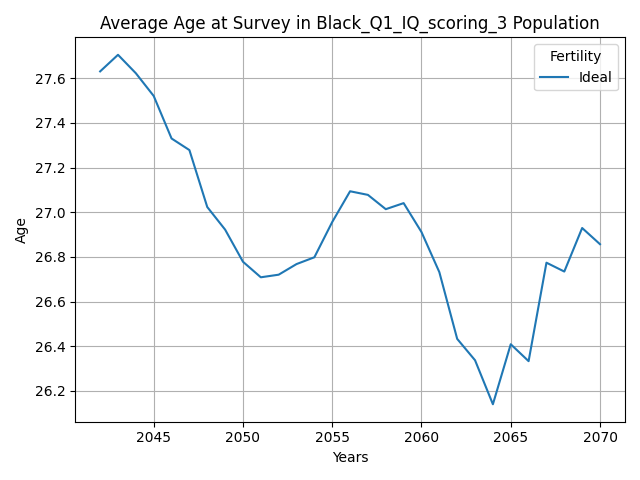 Average Age at Survey in Black_Q1_IQ_scoring_3 Population
Fertility
Ideal
27.6
27.4
27.2
27.0
26.8
26.6
26.4
26.2
Age
2045 2050 2055 2060 2065 2070
Years